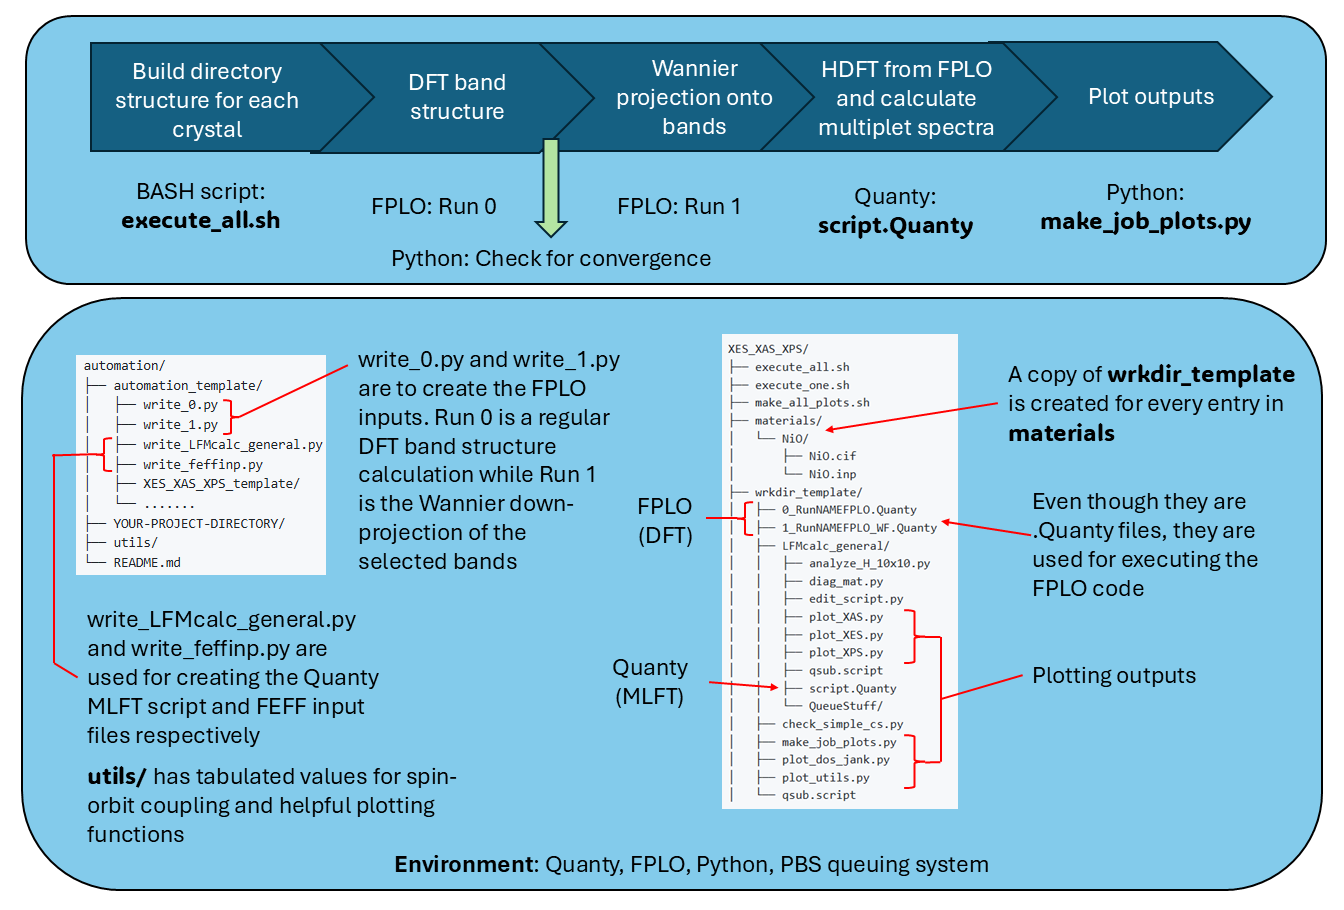 Build directory
structure for each
crystal
DFT band
structure
Wannier
projection onto
bands
HDFT from FPLO
and calculate
multiplet spectra
Plot outputs
BASH script:
execute_all.sh
FPLO: Run 0
FPLO: Run 1
Quanty:
script.Quanty
Python:
make_job_plots.py
Python: Check for convergence
automation/
├── automation_template/
│   ├── write_0.py
│   ├── write_1.py
│   ├── write_LFMcalc_general.py
│   ├── write_feffinp.py
│   ├── XES_XAS_XPS_template/
│   └── .......
├── YOUR-PROJECT-DIRECTORY/
├── utils/
└── README.md
write_0.py and write_1.py
are to create the FPLO
inputs. Run 0 is a regular
DFT band structure
calculation while Run 1
is the Wannier down-
projection of the
selected bands
write_LFMcalc_general.py
and write_feffinp.py are
used for creating the Quanty
MLFT script and FEFF input
files respectively
utils/ has tabulated values for spin-
orbit coupling and helpful plotting
functions
FPLO
(DFT)
Quanty
(MLFT)
XES_XAS_XPS/
├── execute_all.sh
├── execute_one.sh
├── make_all_plots.sh
├── materials/
│   └── NiO/
│       ├── NiO.cif
│       └── NiO.inp
├── wrkdir_template/
│   ├── 0_RunNAMEFPLO.Quanty
│   ├── 1_RunNAMEFPLO_WF.Quanty
│   ├── LFMcalc_general/
│   │   ├── analyze_H_10x10.py
│   │   ├── diag_mat.py
│   │   ├── edit_script.py
│   │   ├── plot_XAS.py
│   │   ├── plot_XES.py
│   │   ├── plot_XPS.py
│   │   ├── qsub.script
│   │   ├── script.Quanty
│   │   └── QueueStuff/
│   ├── check_simple_cs.py
│   ├── make_job_plots.py
│   ├── plot_dos_jank.py
│   ├── plot_utils.py
│   └── qsub.script
A copy of wrkdir_template
is created for every entry in
materials
Even though they are
.Quanty files, they are
used for executing the
FPLO code
Plotting outputs
Environment: Quanty, FPLO, Python, PBS queuing system